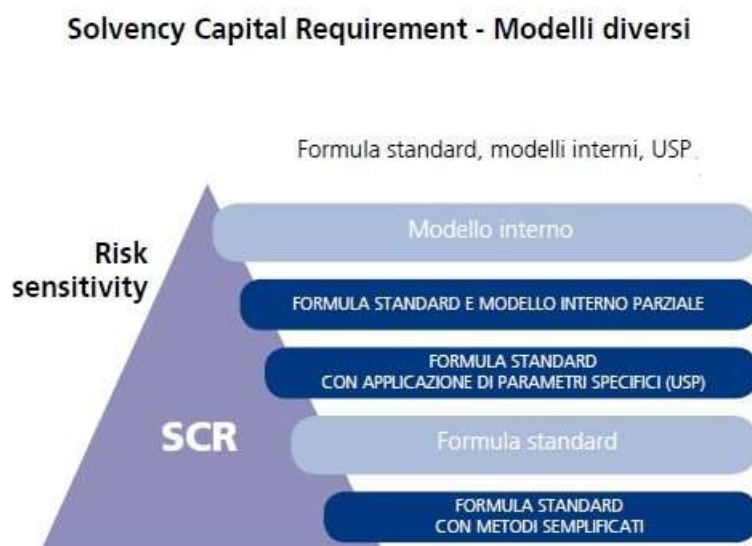 Solvency Capital Requirement - Modelli diversi
Formula standard, modelli interni, USP.
Risk
sensitivity
Modello interno
FORMULA STANDARD E MODELLO INTERNO PARZIALE
FORMULA STANDARD
CON APPLICAZIONE DI PARAMETRI SPECIFICI (USP)
SCR
Formula standard
FORMULA STANDARD
CON METODI SEMPLIFICATI